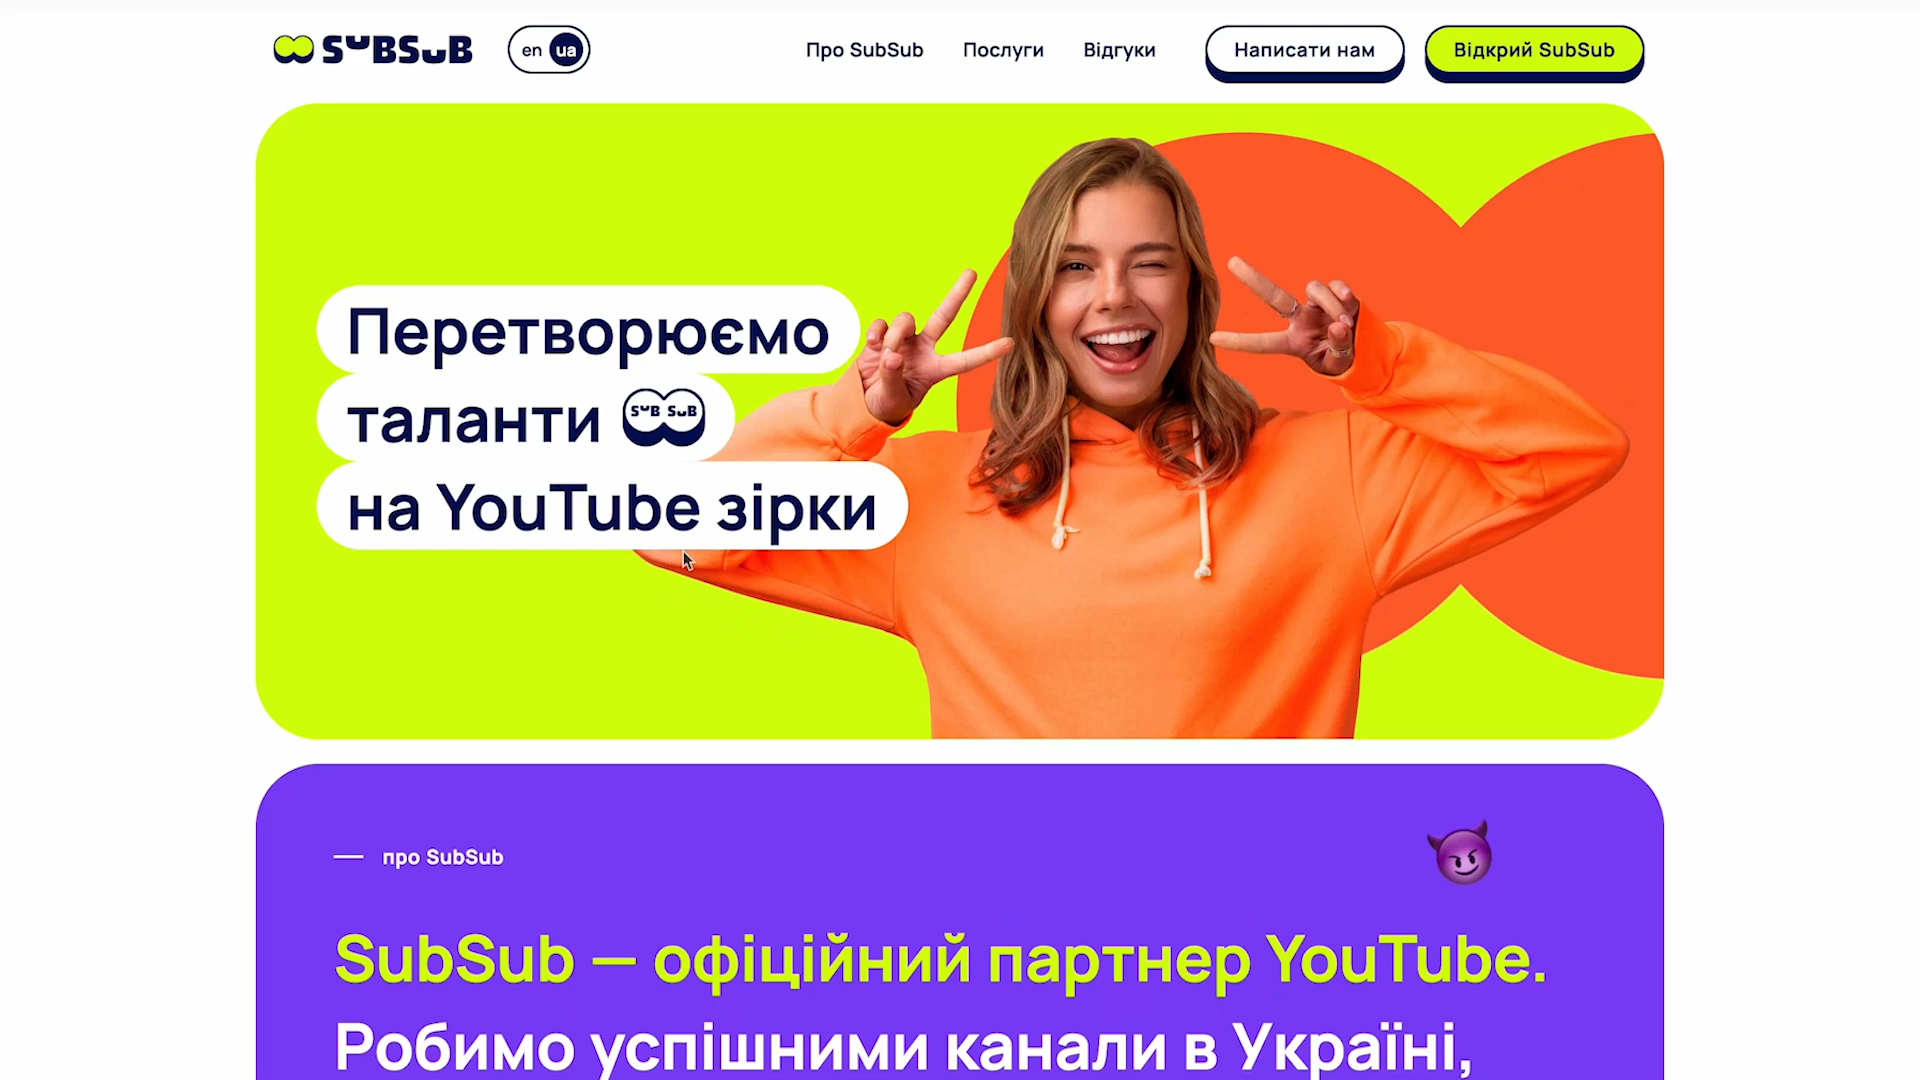 SUBSUB
en ua
Про SubSub
Послуги
Відгуки
Написати нам
Відкрий SubSub
Перетворюємо
таланти SUB SUB
на YouTube зірки
— про SubSub
SubSub — офіційний партнер YouTube.
Робимо успішними канали в Україні,